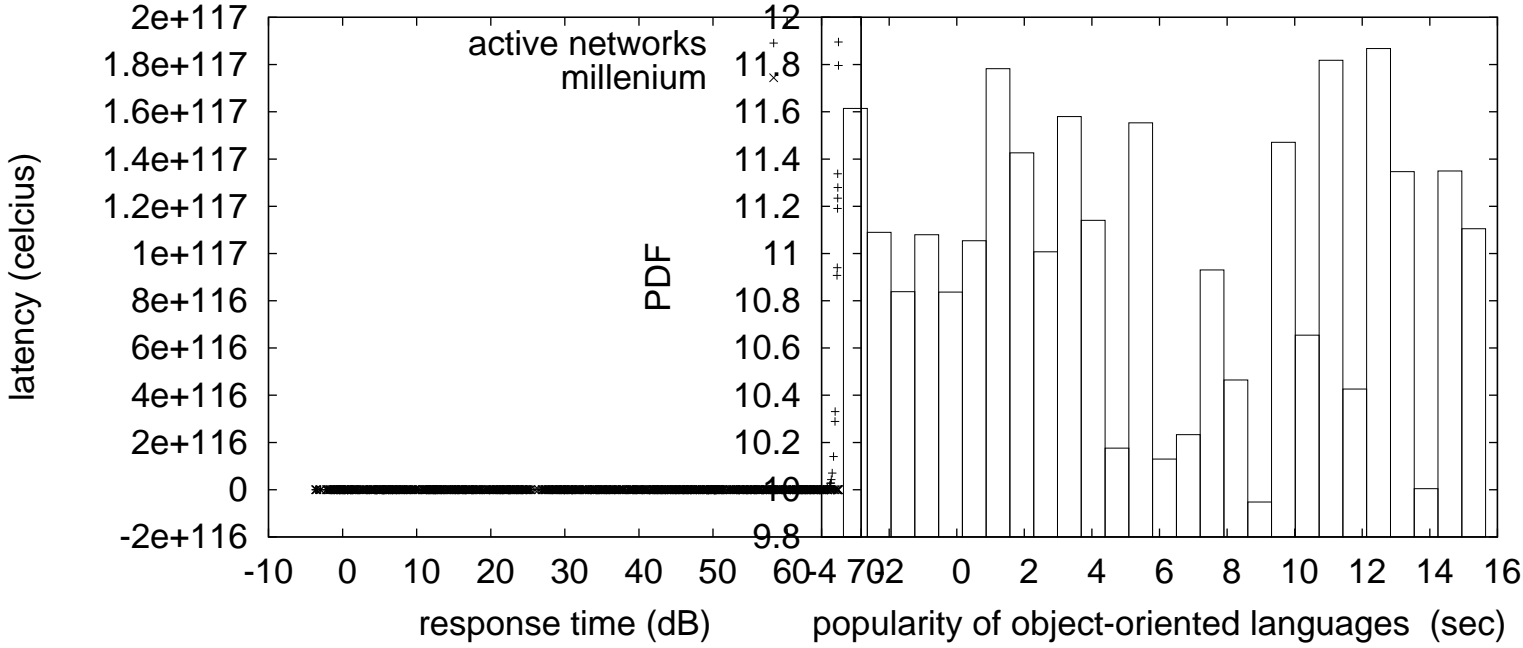 2e+117
1.8e+117
1.6e+117
1.4e+117
1.2e+117
1e+117
8e+116
6e+116
4e+116
2e+116
0
-2e+116
latency (celcius)
active networks
millenium
-10 0 10 20 30 40 50 60 70
response time (dB)
PDF
12
11.8
11.6
11.4
11.2
11
10.8
10.6
10.4
10.2
10
9.8
-4 -2 0 2 4 6 8 10 12 14 16
popularity of object-oriented languages (sec)